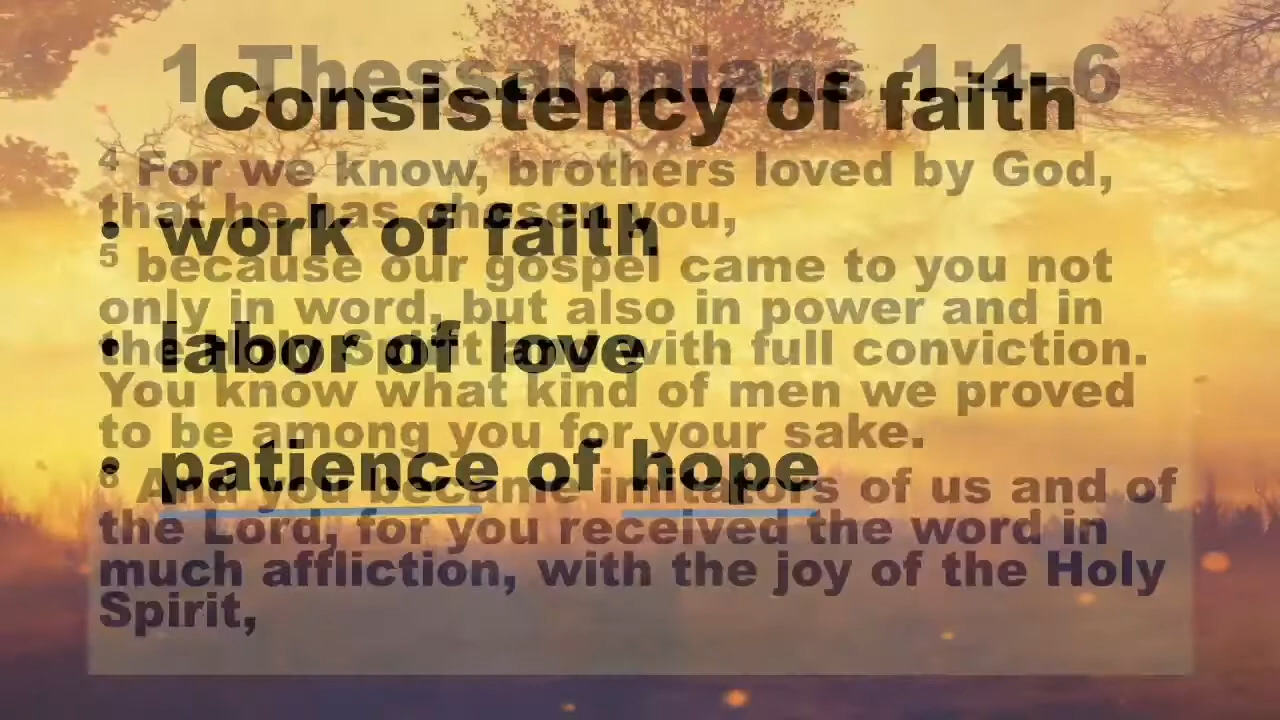 1 Thessalonians 1:4-6
Consistency of faith
4 For we know, brothers loved by God,
that he has chosen you,
• work of faith
5 because our gospel came to you not
only in word, but also in power and in
the Holy Spirit and with full conviction.
• labor of love
You know what kind of men we proved
to be among you for your sake.
• patience of hope
6 And you became imitators of us and of
the Lord, for you received the word in
much affliction, with the joy of the Holy
Spirit,